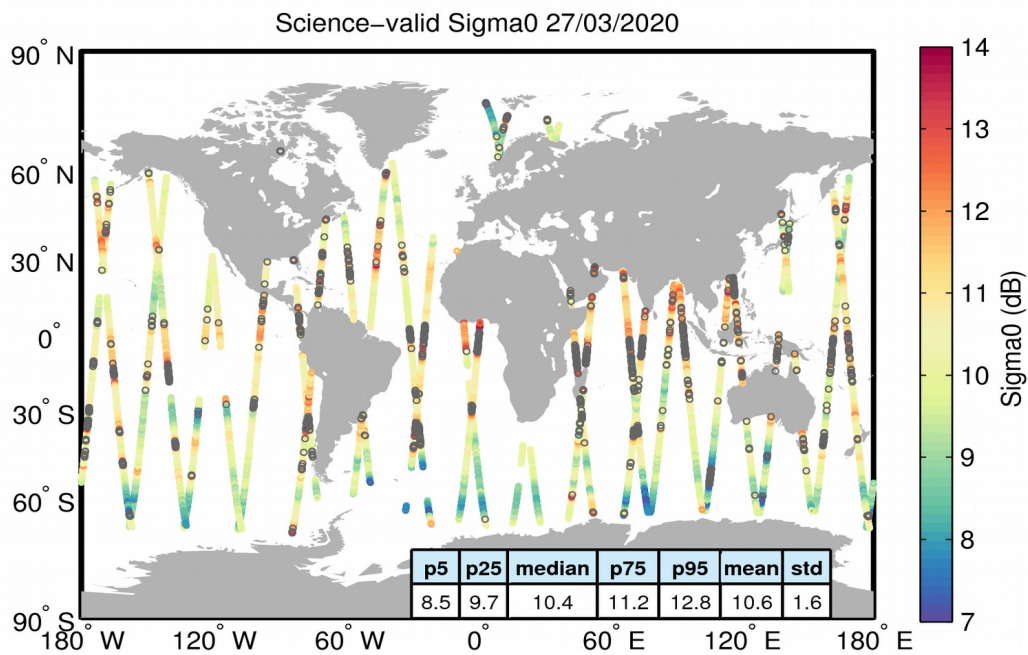 Science−valid Sigma0 27/03/2020
90° N
60° N
30° N
0°
30° S
60° S
90° S
180° W
120° W
60° W
0°
60° E
120° E
180° E
p5 p25 median p75 p95 mean std
8.5 9.7 10.4 11.2 12.8 10.6 1.6
14
13
12
11
10
9
8
7
Sigma0 (dB)